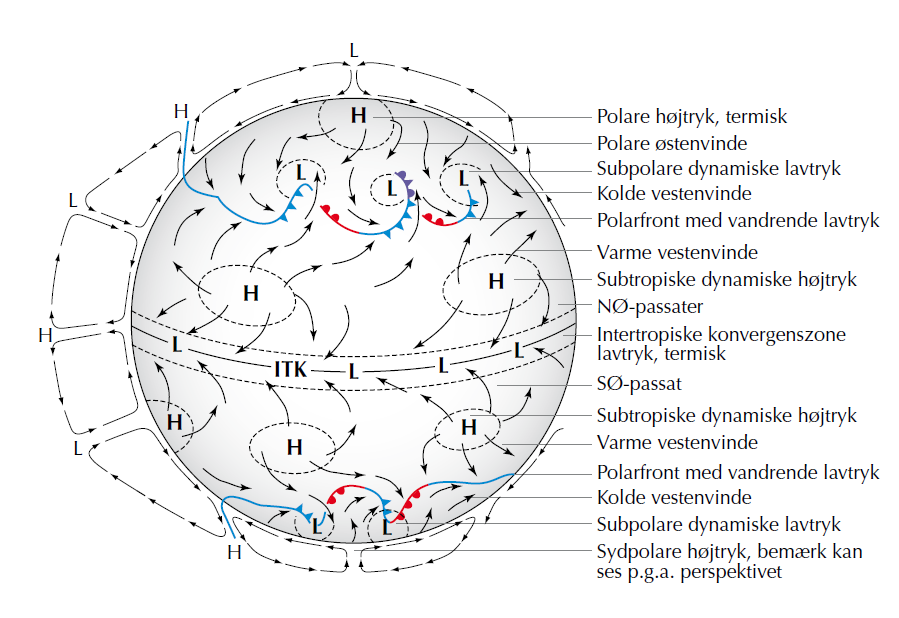 L
H
H
Polare højtryk, termisk
Polare østenvinde
L
L
L
Subpolare dynamiske lavtryk
Kolde vestenvinde
L
Polarfront med vandrende lavtryk
Varme vestenvinde
H
H
Subtropiske dynamiske højtryk
NØ-passater
H
L
L
Intertropiske konvergenszone
lavtryk, termisk
ITK
L
L
SØ-passat
H
H
Subtropiske dynamiske højtryk
L
H
Varme vestenvinde
Polarfront med vandrende lavtryk
Kolde vestenvinde
L
L
Subpolare dynamiske lavtryk
H
Sydpolare højtryk, bemærk kan
ses p.g.a. perspektivet